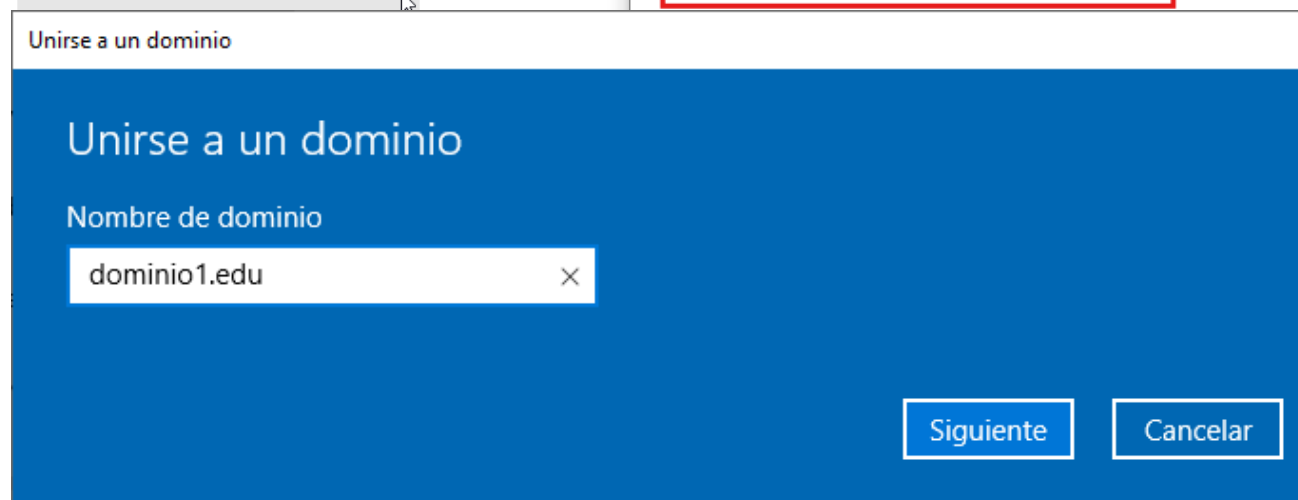 Unirse a un dominio
Unirse a un dominio
Nombre de dominio
dominio1.edu
Siguiente Cancelar